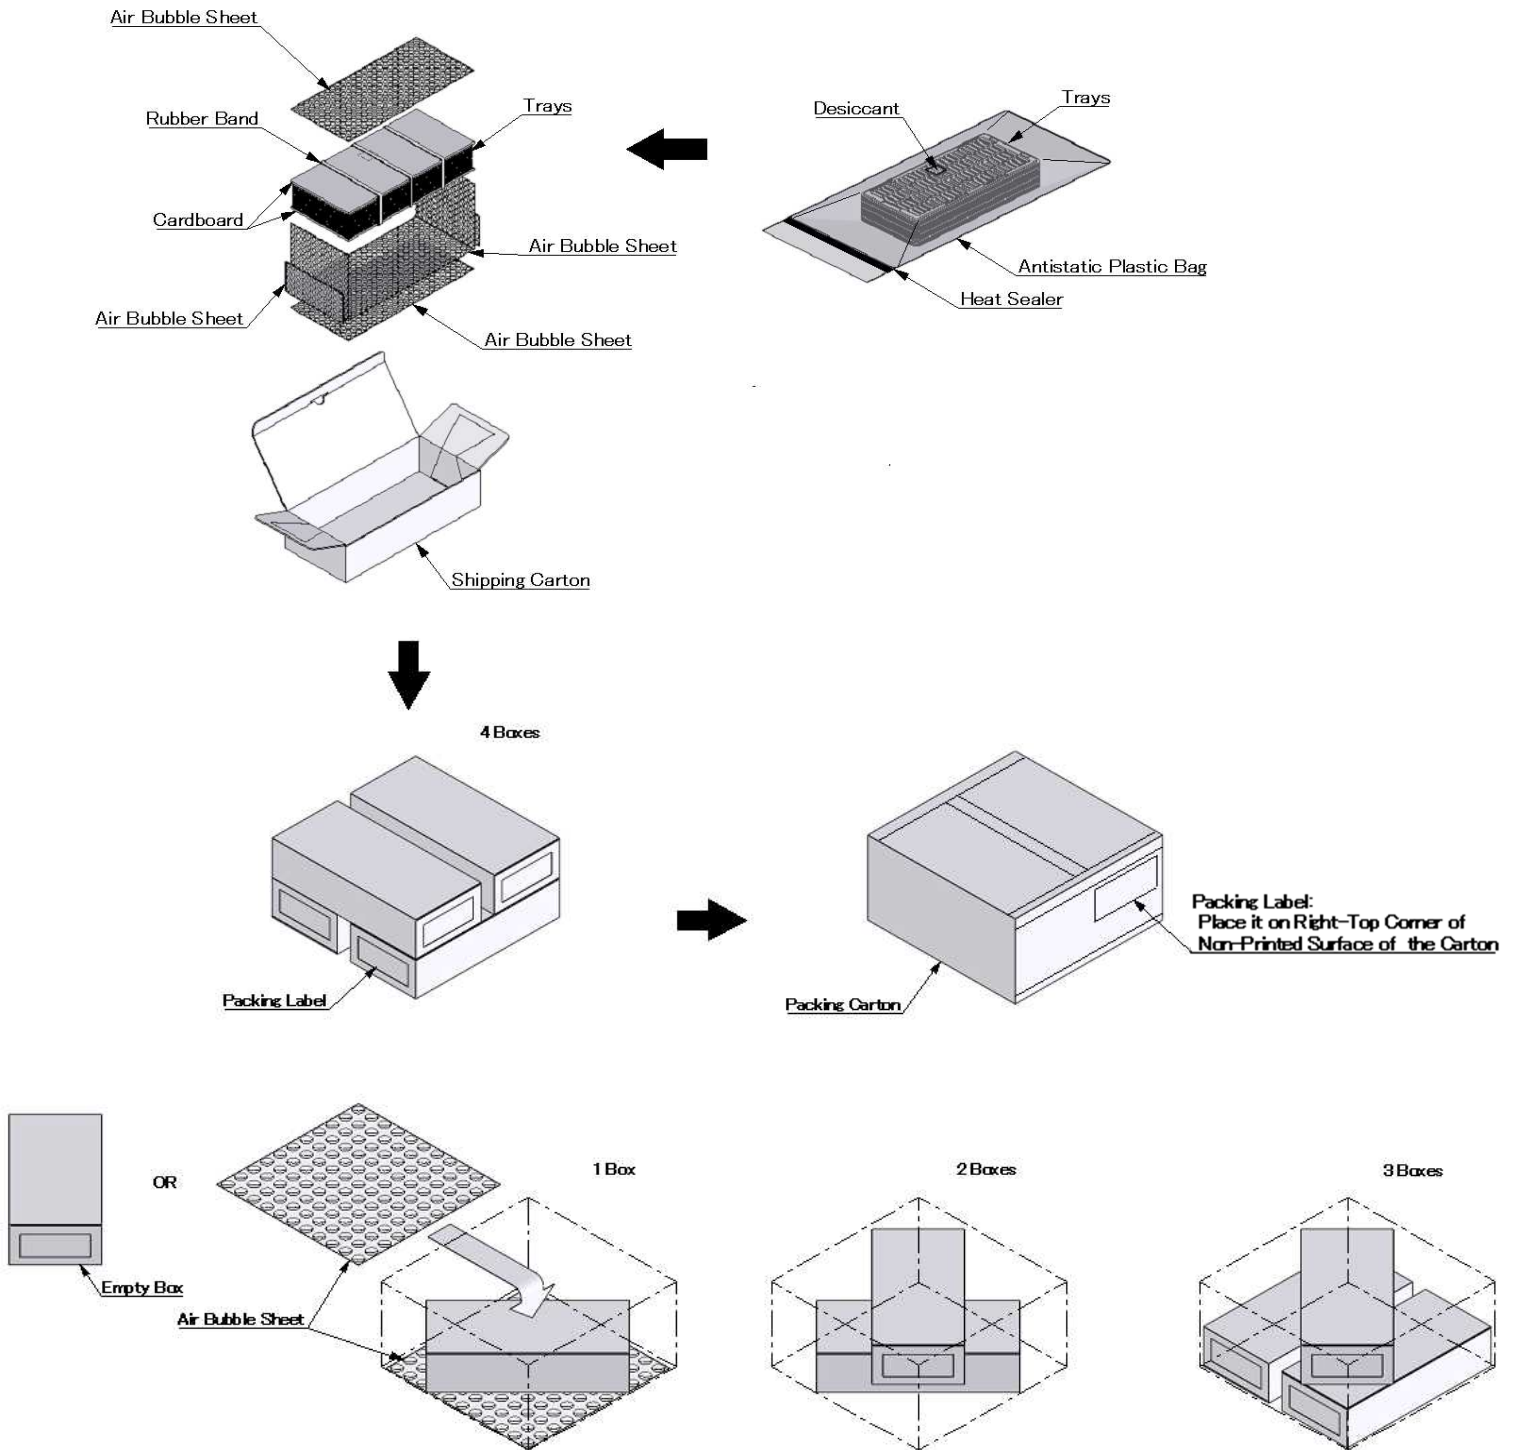 Air Bubble Sheet
Rubber Band
Trays
Cardboard
Air Bubble Sheet
Air Bubble Sheet
Air Bubble Sheet
Desiccant
Trays
Antistatic Plastic Bag
Heat Sealer
Shipping Carton
4 Boxes
Packing Label
Packing Label:
Place it on Right-Top Corner of
Non-Printed Surface of the Carton
Packing Carton
OR
1 Box
2 Boxes
3 Boxes
Empty Box
Air Bubble Sheet